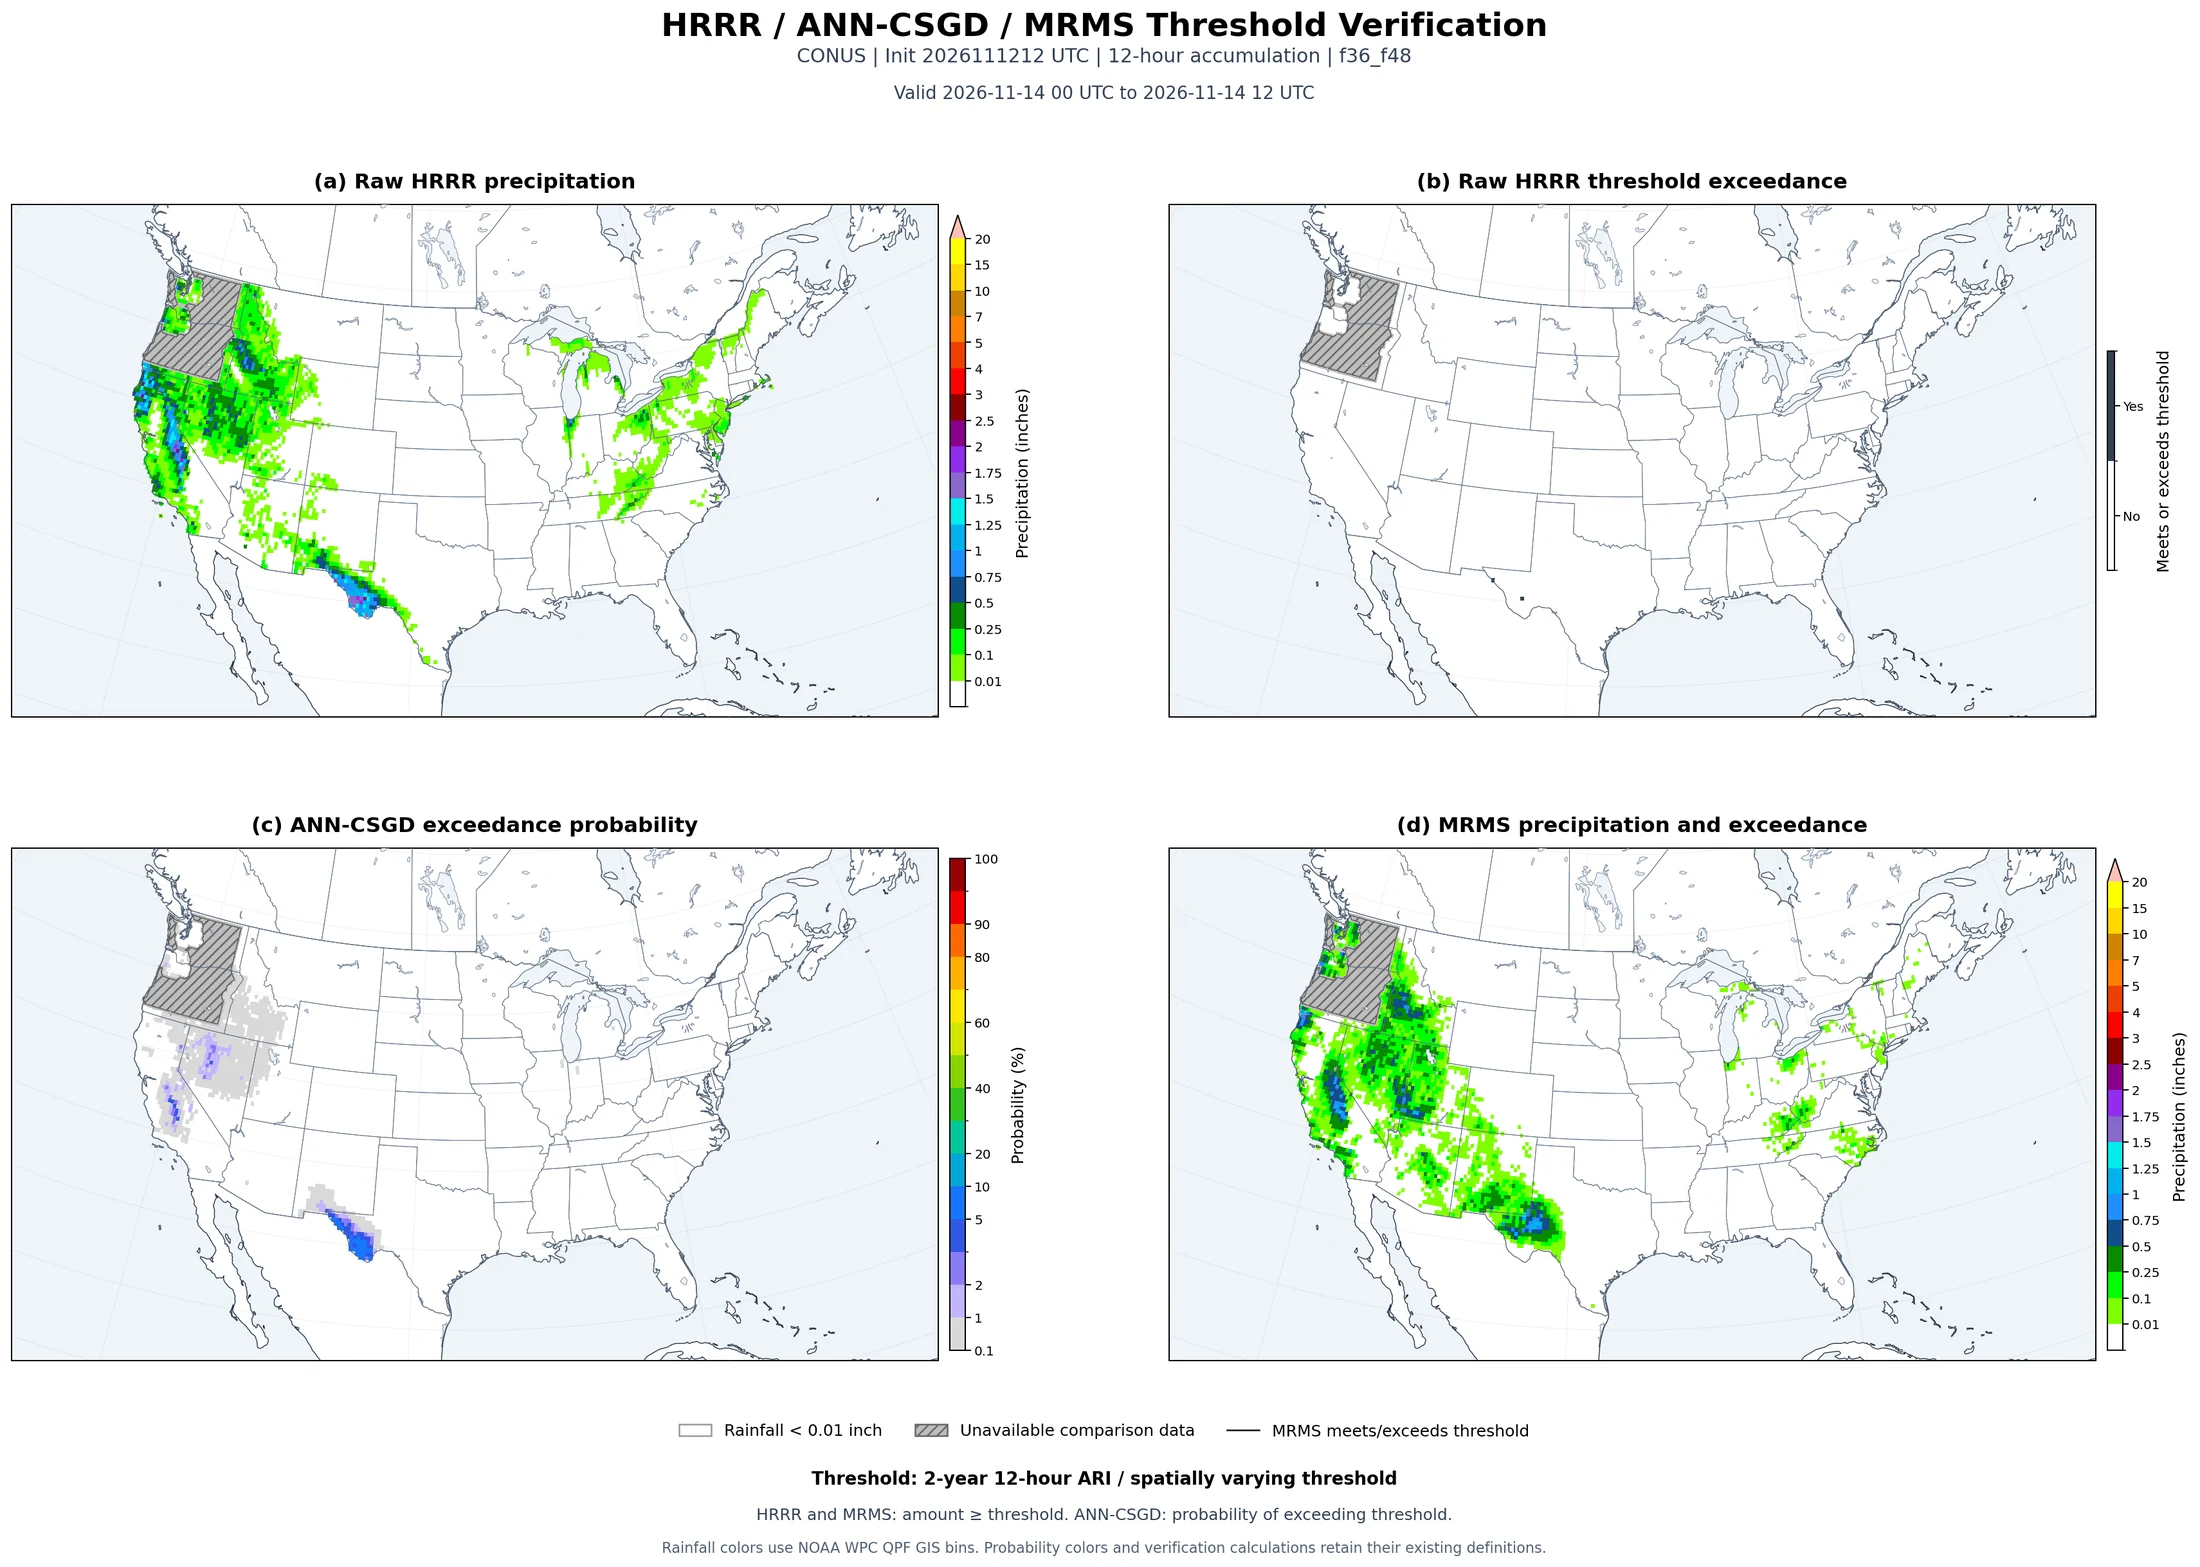 HRRR / ANN-CSGD / MRMS Threshold Verification
CONUS | Init 2026111212 UTC | 12-hour accumulation | f36_f48
Valid 2026-11-14 00 UTC to 2026-11-14 12 UTC
(a) Raw HRRR precipitation
20
15
10
7
5
4
3
2.5
2
1.75
1.5
1.25
1
0.75
0.5
0.25
0.1
0.01
Precipitation (inches)
(b) Raw HRRR threshold exceedance
Yes
No
Meets or exceeds threshold
(c) ANN-CSGD exceedance probability
100
90
80
60
40
20
10
5
2
1
0.1
Probability (%)
(d) MRMS precipitation and exceedance
20
15
10
7
5
4
3
2.5
2
1.75
1.5
1.25
1
0.75
0.5
0.25
0.1
0.01
Precipitation (inches)
Rainfall < 0.01 inch
Unavailable comparison data
MRMS meets/exceeds threshold
Threshold: 2-year 12-hour ARI / spatially varying threshold
HRRR and MRMS: amount ≥ threshold. ANN-CSGD: probability of exceeding threshold.
Rainfall colors use NOAA WPC QPF GIS bins. Probability colors and verification calculations retain their existing definitions.